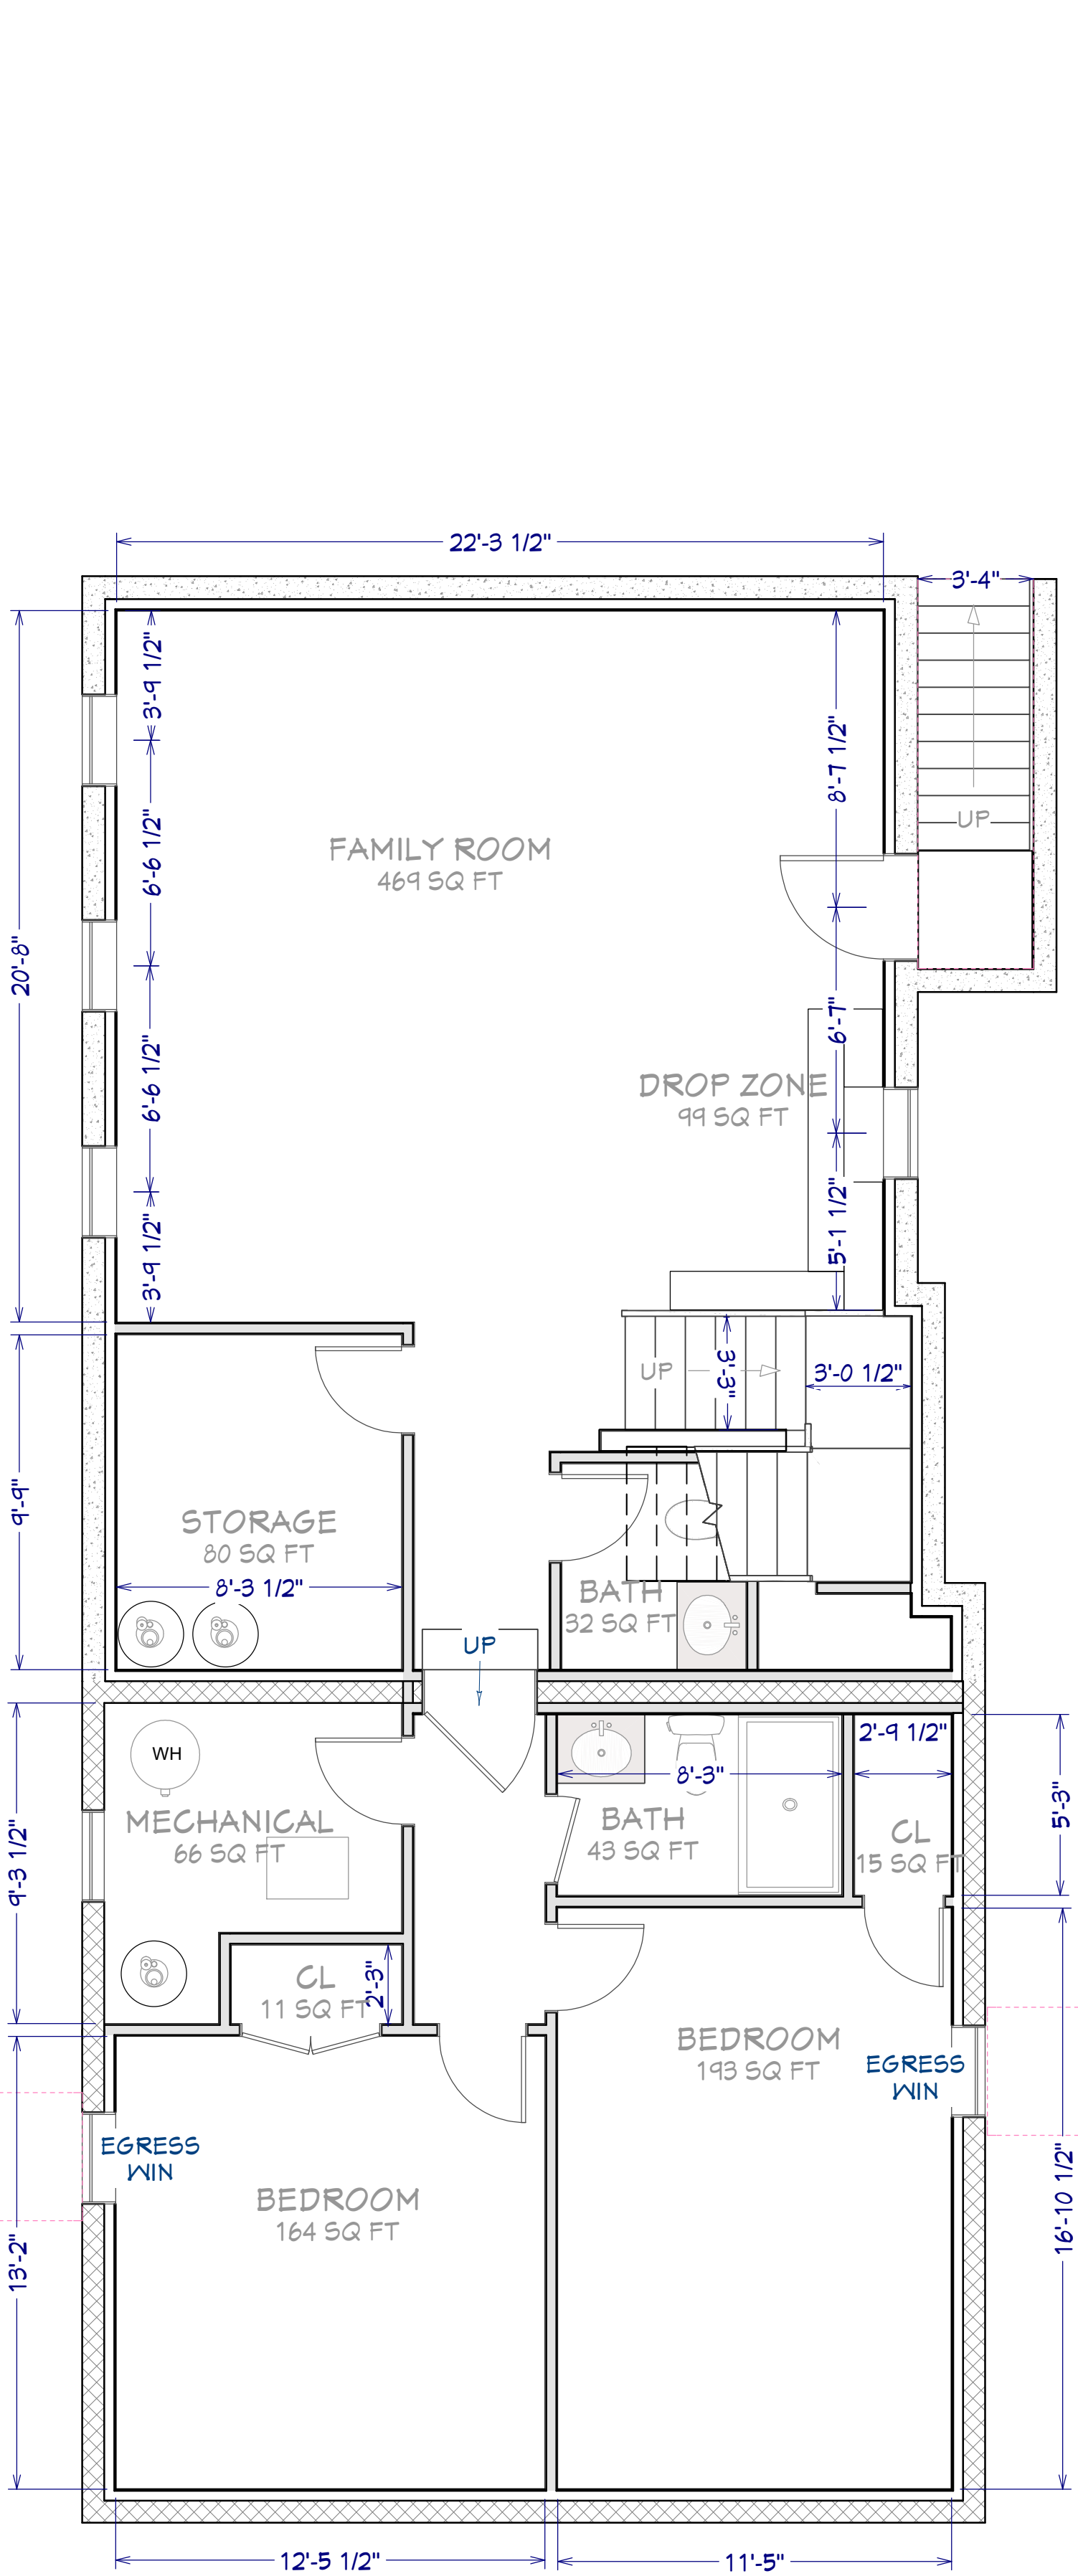 22'-3 1/2"
3'-4"
3'-9 1/2"
8'-7 1/2"
UP
6'-6 1/2"
FAMILY ROOM
469 SQ FT
20'-8"
6'-7"
6'-6 1/2"
DROP ZONE
99 SQ FT
5'-1 1/2"
3'-9 1/2"
UP
3'-3"
3'-0 1/2"
9'-9"
STORAGE
80 SQ FT
8'-3 1/2"
BATH
32 SQ FT
UP
WH
2'-9 1/2"
8'-3"
5'-3"
MECHANICAL
66 SQ FT
BATH
43 SQ FT
CL
15 SQ FT
9'-3 1/2"
CL
11 SQ FT
2'-3"
BEDROOM
193 SQ FT
EGRESS
WIN
EGRESS
WIN
BEDROOM
164 SQ FT
13'-2"
16'-10 1/2"
12'-5 1/2"
11'-5"